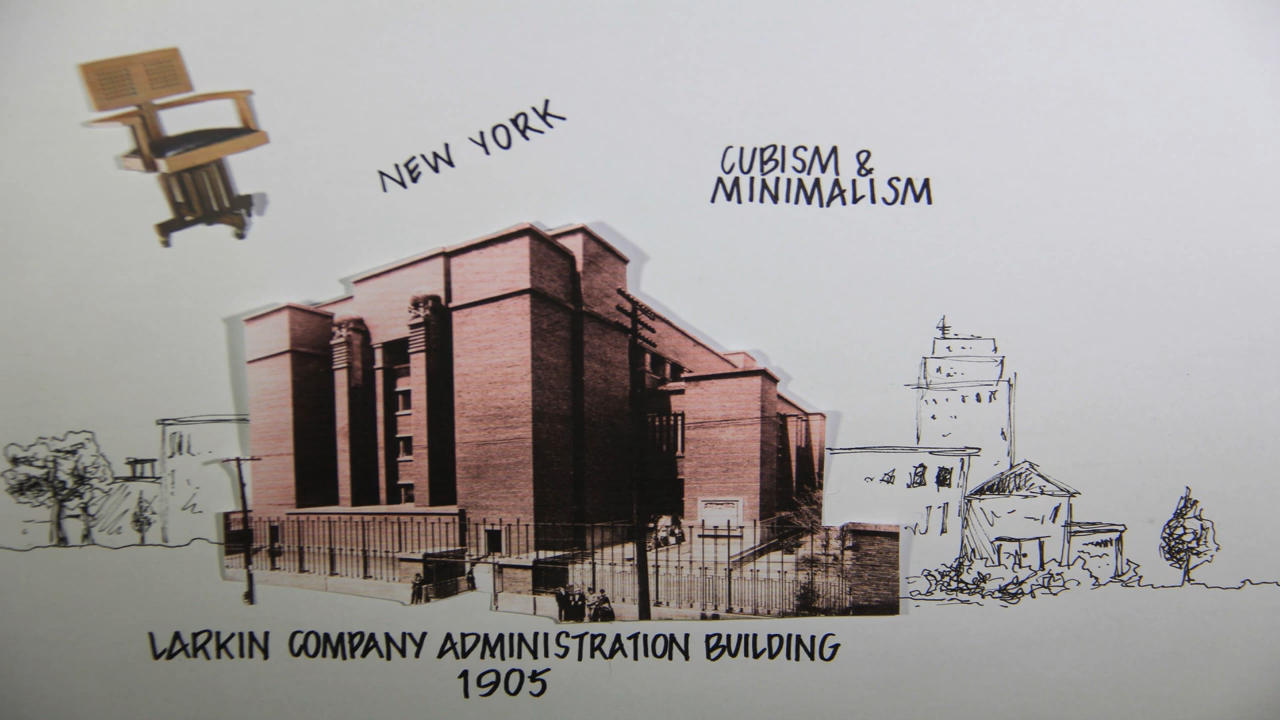 NEW YORK
CUBISM &
MINIMALISM
LARKIN COMPANY ADMINISTRATION BUILDING
1905